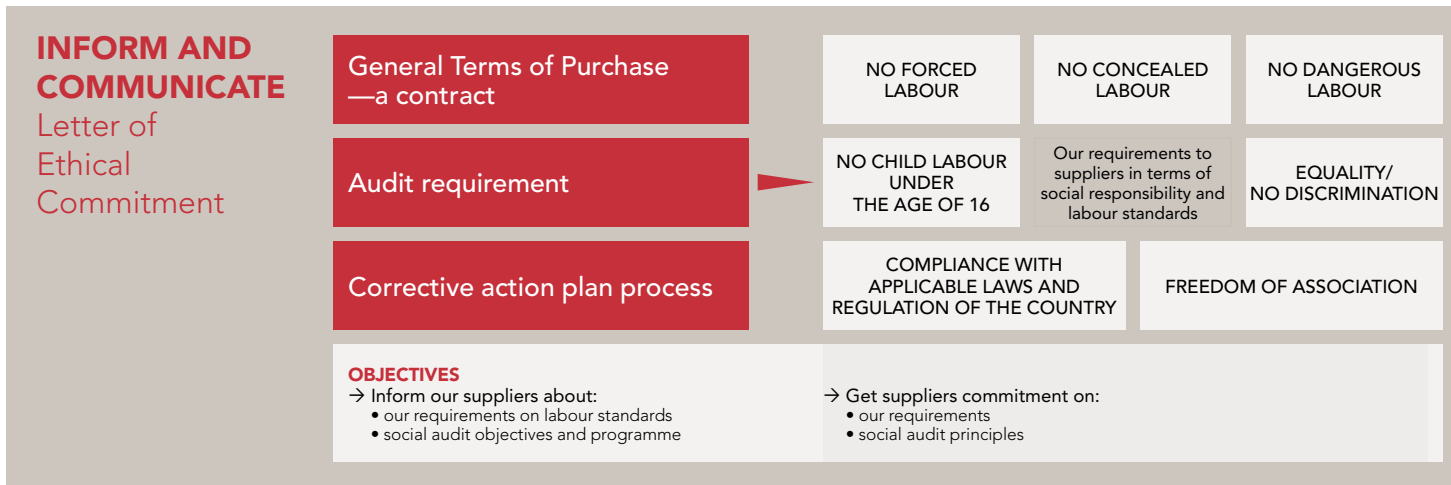 INFORM AND
COMMUNICATE
Letter of
Ethical
Commitment
General Terms of Purchase
—a contract
Audit requirement
Corrective action plan process
NO FORCED
LABOUR
NO CONCEALED
LABOUR
NO DANGEROUS
LABOUR
NO CHILD LABOUR
UNDER
THE AGE OF 16
Our requirements to
suppliers in terms of
social responsibility and
labour standards
EQUALITY/
NO DISCRIMINATION
COMPLIANCE WITH
APPLICABLE LAWS AND
REGULATION OF THE COUNTRY
FREEDOM OF ASSOCIATION
OBJECTIVES
→ Inform our suppliers about:
• our requirements on labour standards
• social audit objectives and programme
→ Get suppliers commitment on:
• our requirements
• social audit principles